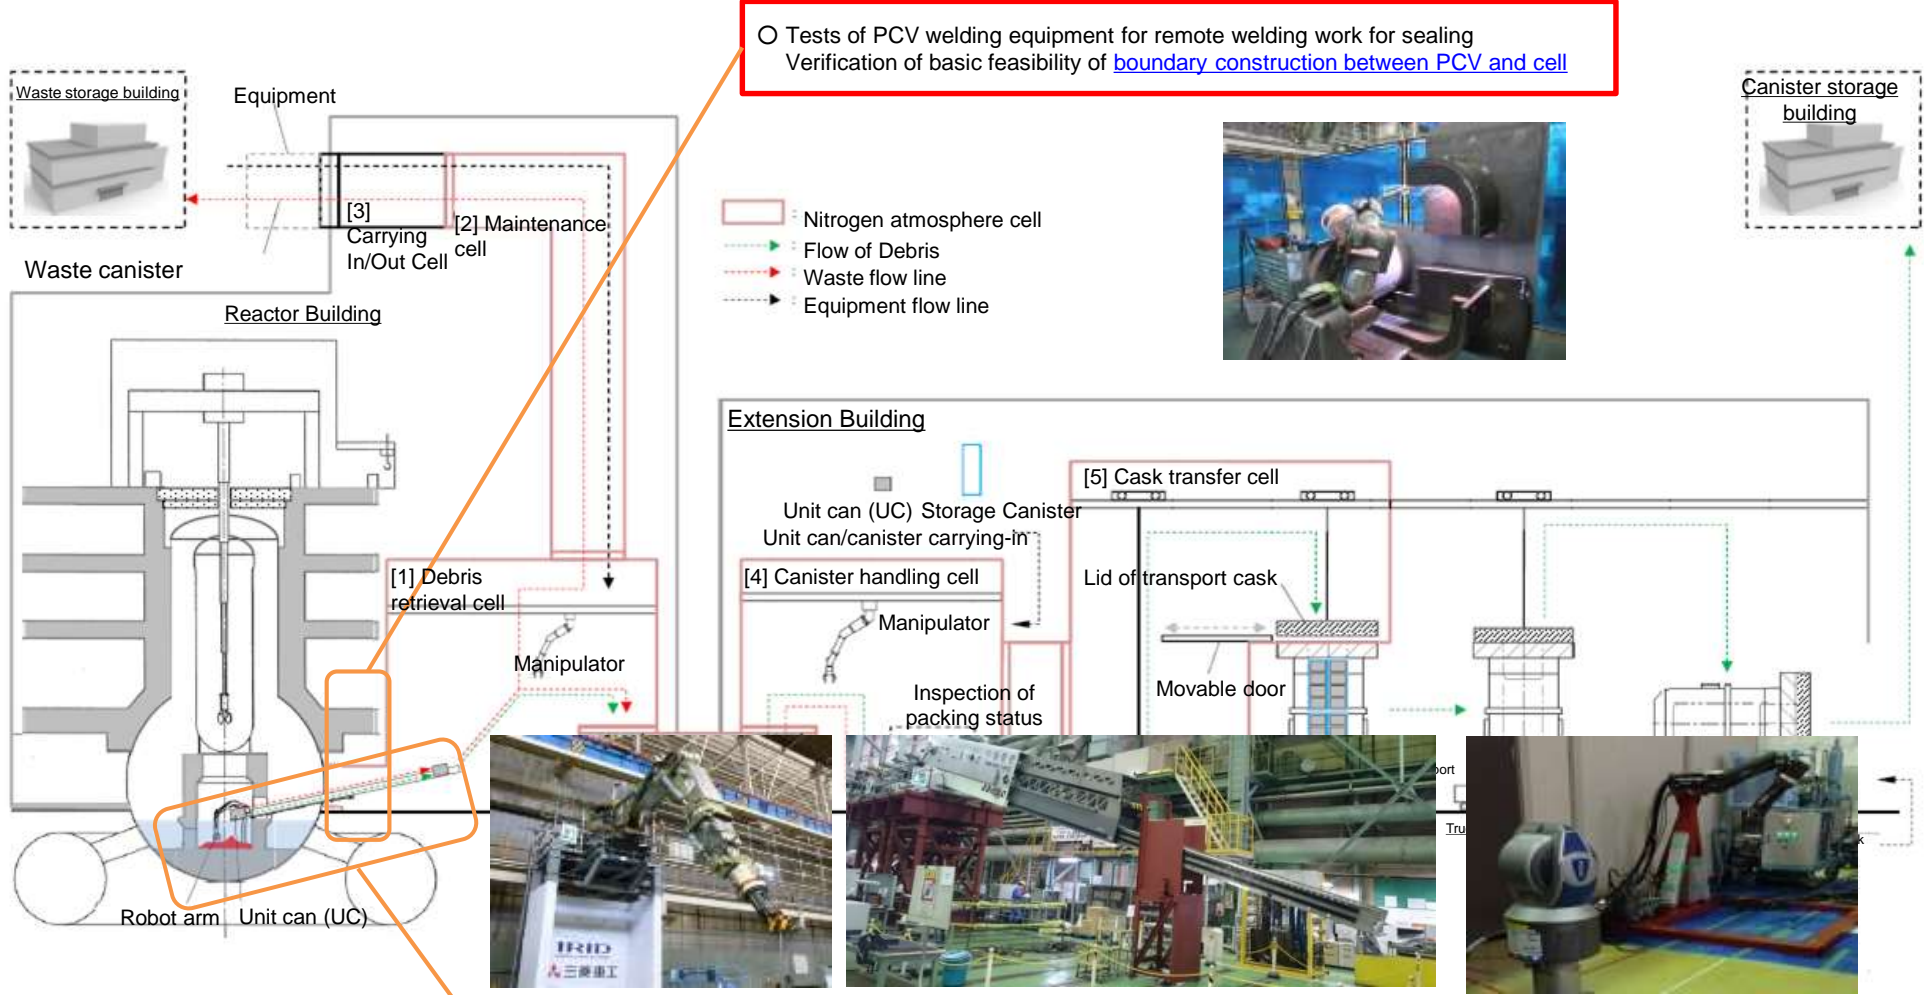 ○ Tests of PCV welding equipment for remote welding work for sealing
Verification of basic feasibility of boundary construction between PCV and cell
Waste storage building
Equipment
Canister storage
building
[3]
Carrying
In/Out Cell
[2] Maintenance
cell
Waste canister
: Nitrogen atmosphere cell
: Flow of Debris
: Waste flow line
: Equipment flow line
Reactor Building
Extension Building
[5] Cask transfer cell
Unit can (UC)
Storage Canister
Unit can/canister carrying-in
[1] Debris
retrieval cell
[4] Canister handling cell
Lid of transport cask
Manipulator
Manipulator
Movable door
Inspection of
packing status
Robot arm
Unit can (UC)
IRID
三菱重工